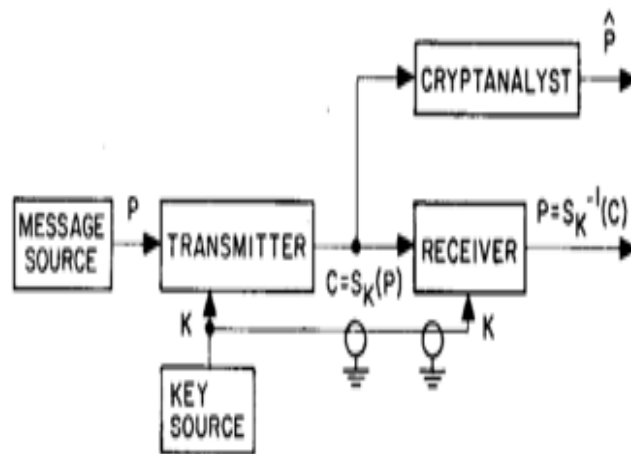 P̂
CRYPTANALYST
MESSAGE
SOURCE
P
TRANSMITTER
C=S_K(P)
RECEIVER
P=S_K⁻¹(C)
K
K
KEY
SOURCE